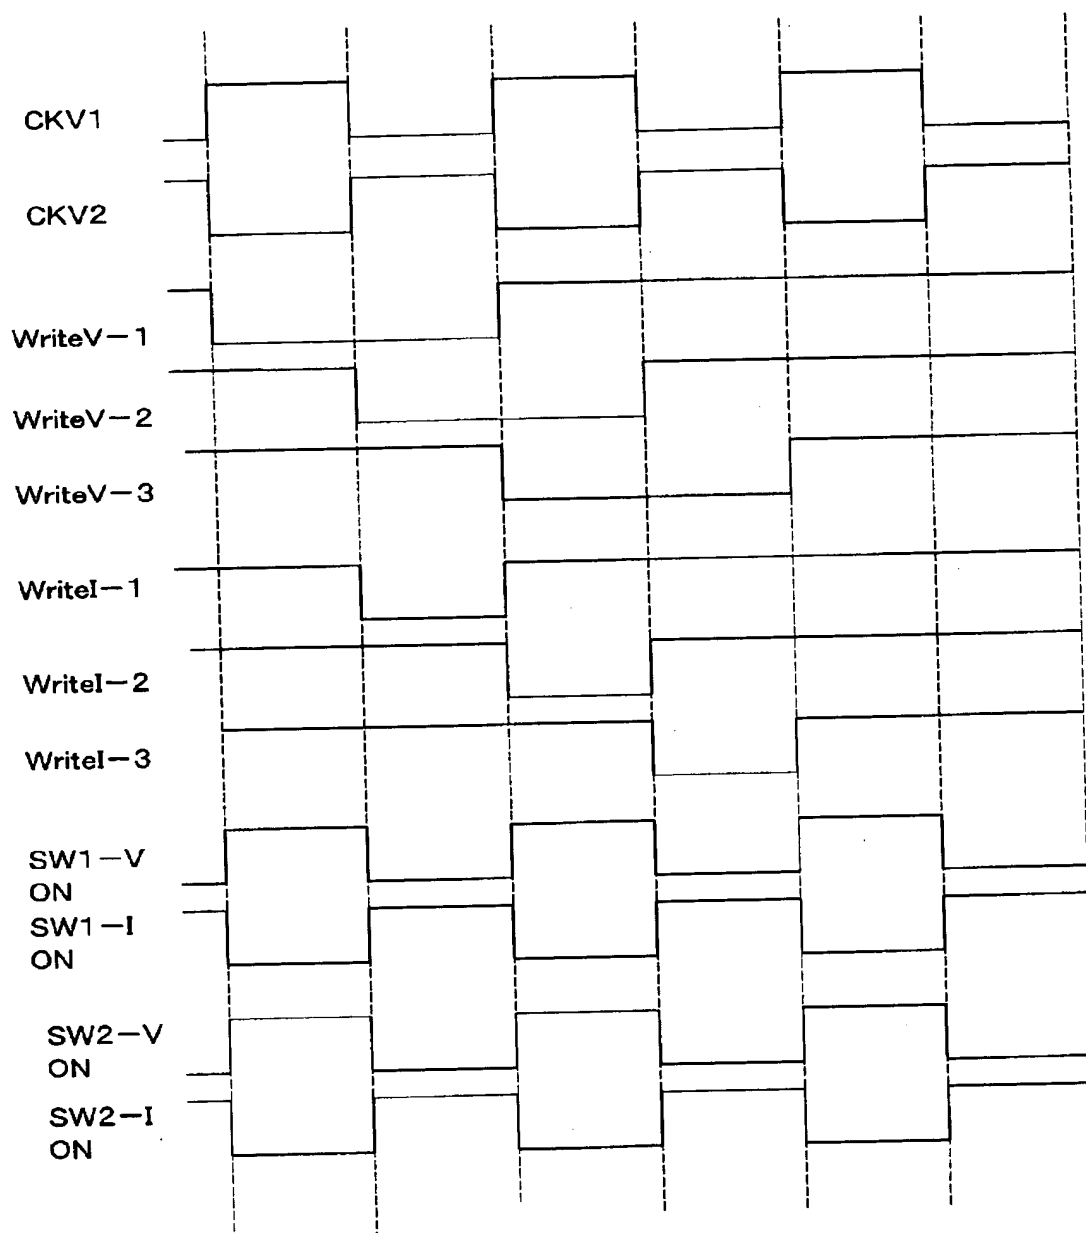 CKV1
CKV2
WriteV-1
WriteV-2
WriteV-3
WriteI-1
WriteI-2
WriteI-3
SW1-V
ON
SW1-I
ON
SW2-V
ON
SW2-I
ON